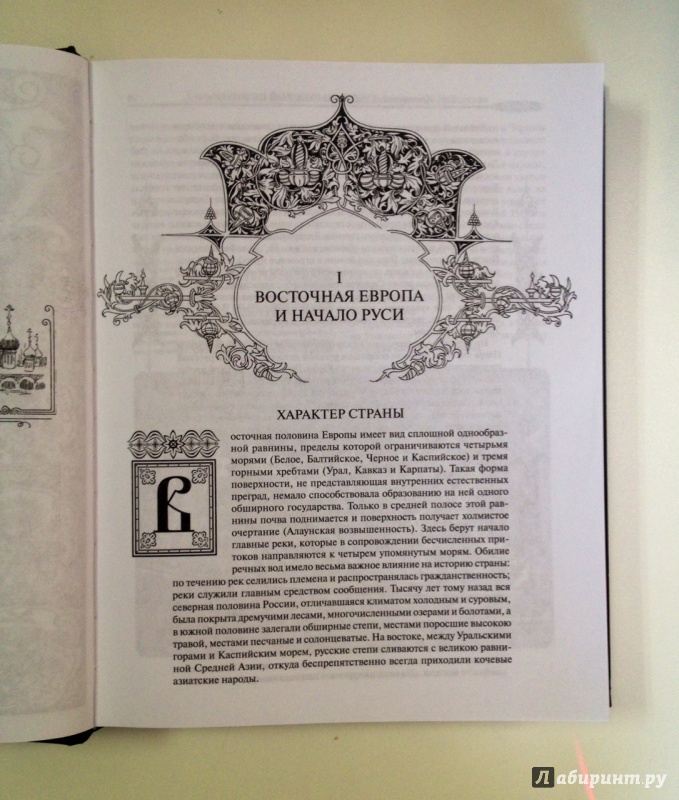 I
ВОСТОЧНАЯ ЕВРОПА
И НАЧАЛО РУСИ
ХАРАКТЕР СТРАНЫ
В
осточная половина Европы имеет вид сплошной однообраз-
ной равнины, пределы которой ограничиваются четырьмя
морями (Белое, Балтийское, Черное и Каспийское) и тремя
горными хребтами (Урал, Кавказ и Карпаты). Такая форма
поверхности, не представляющая внутренних естественных
преград, немало способствовала образованию на ней одного
обширного государства. Только в средней полосе этой рав-
нины почва поднимается и поверхность получает холмистое
очертание (Алаунская возвышенность). Здесь берут начало
главные реки, которые в сопровождении бесчисленных при-
токов направляются к четырем упомянутым морям. Обилие
речных вод имело весьма важное влияние на историю страны:
по течению рек селились племена и распространялась гражданственность;
реки служили главным средством сообщения. Тысячу лет тому назад вся
северная половина России, отличавшаяся климатом холодным и суровым,
была покрыта дремучими лесами, многочисленными озерами и болотами, а
в южной половине залегали обширные степи, местами поросшие высокою
травой, местами песчаные и солонцеватые. На востоке, между Уральскими
горами и Каспийским морем, русские степи сливаются с великою равни-
ной Средней Азии, откуда беспрепятственно всегда приходили кочевые
азиатские народы.
Лабиринт.ру